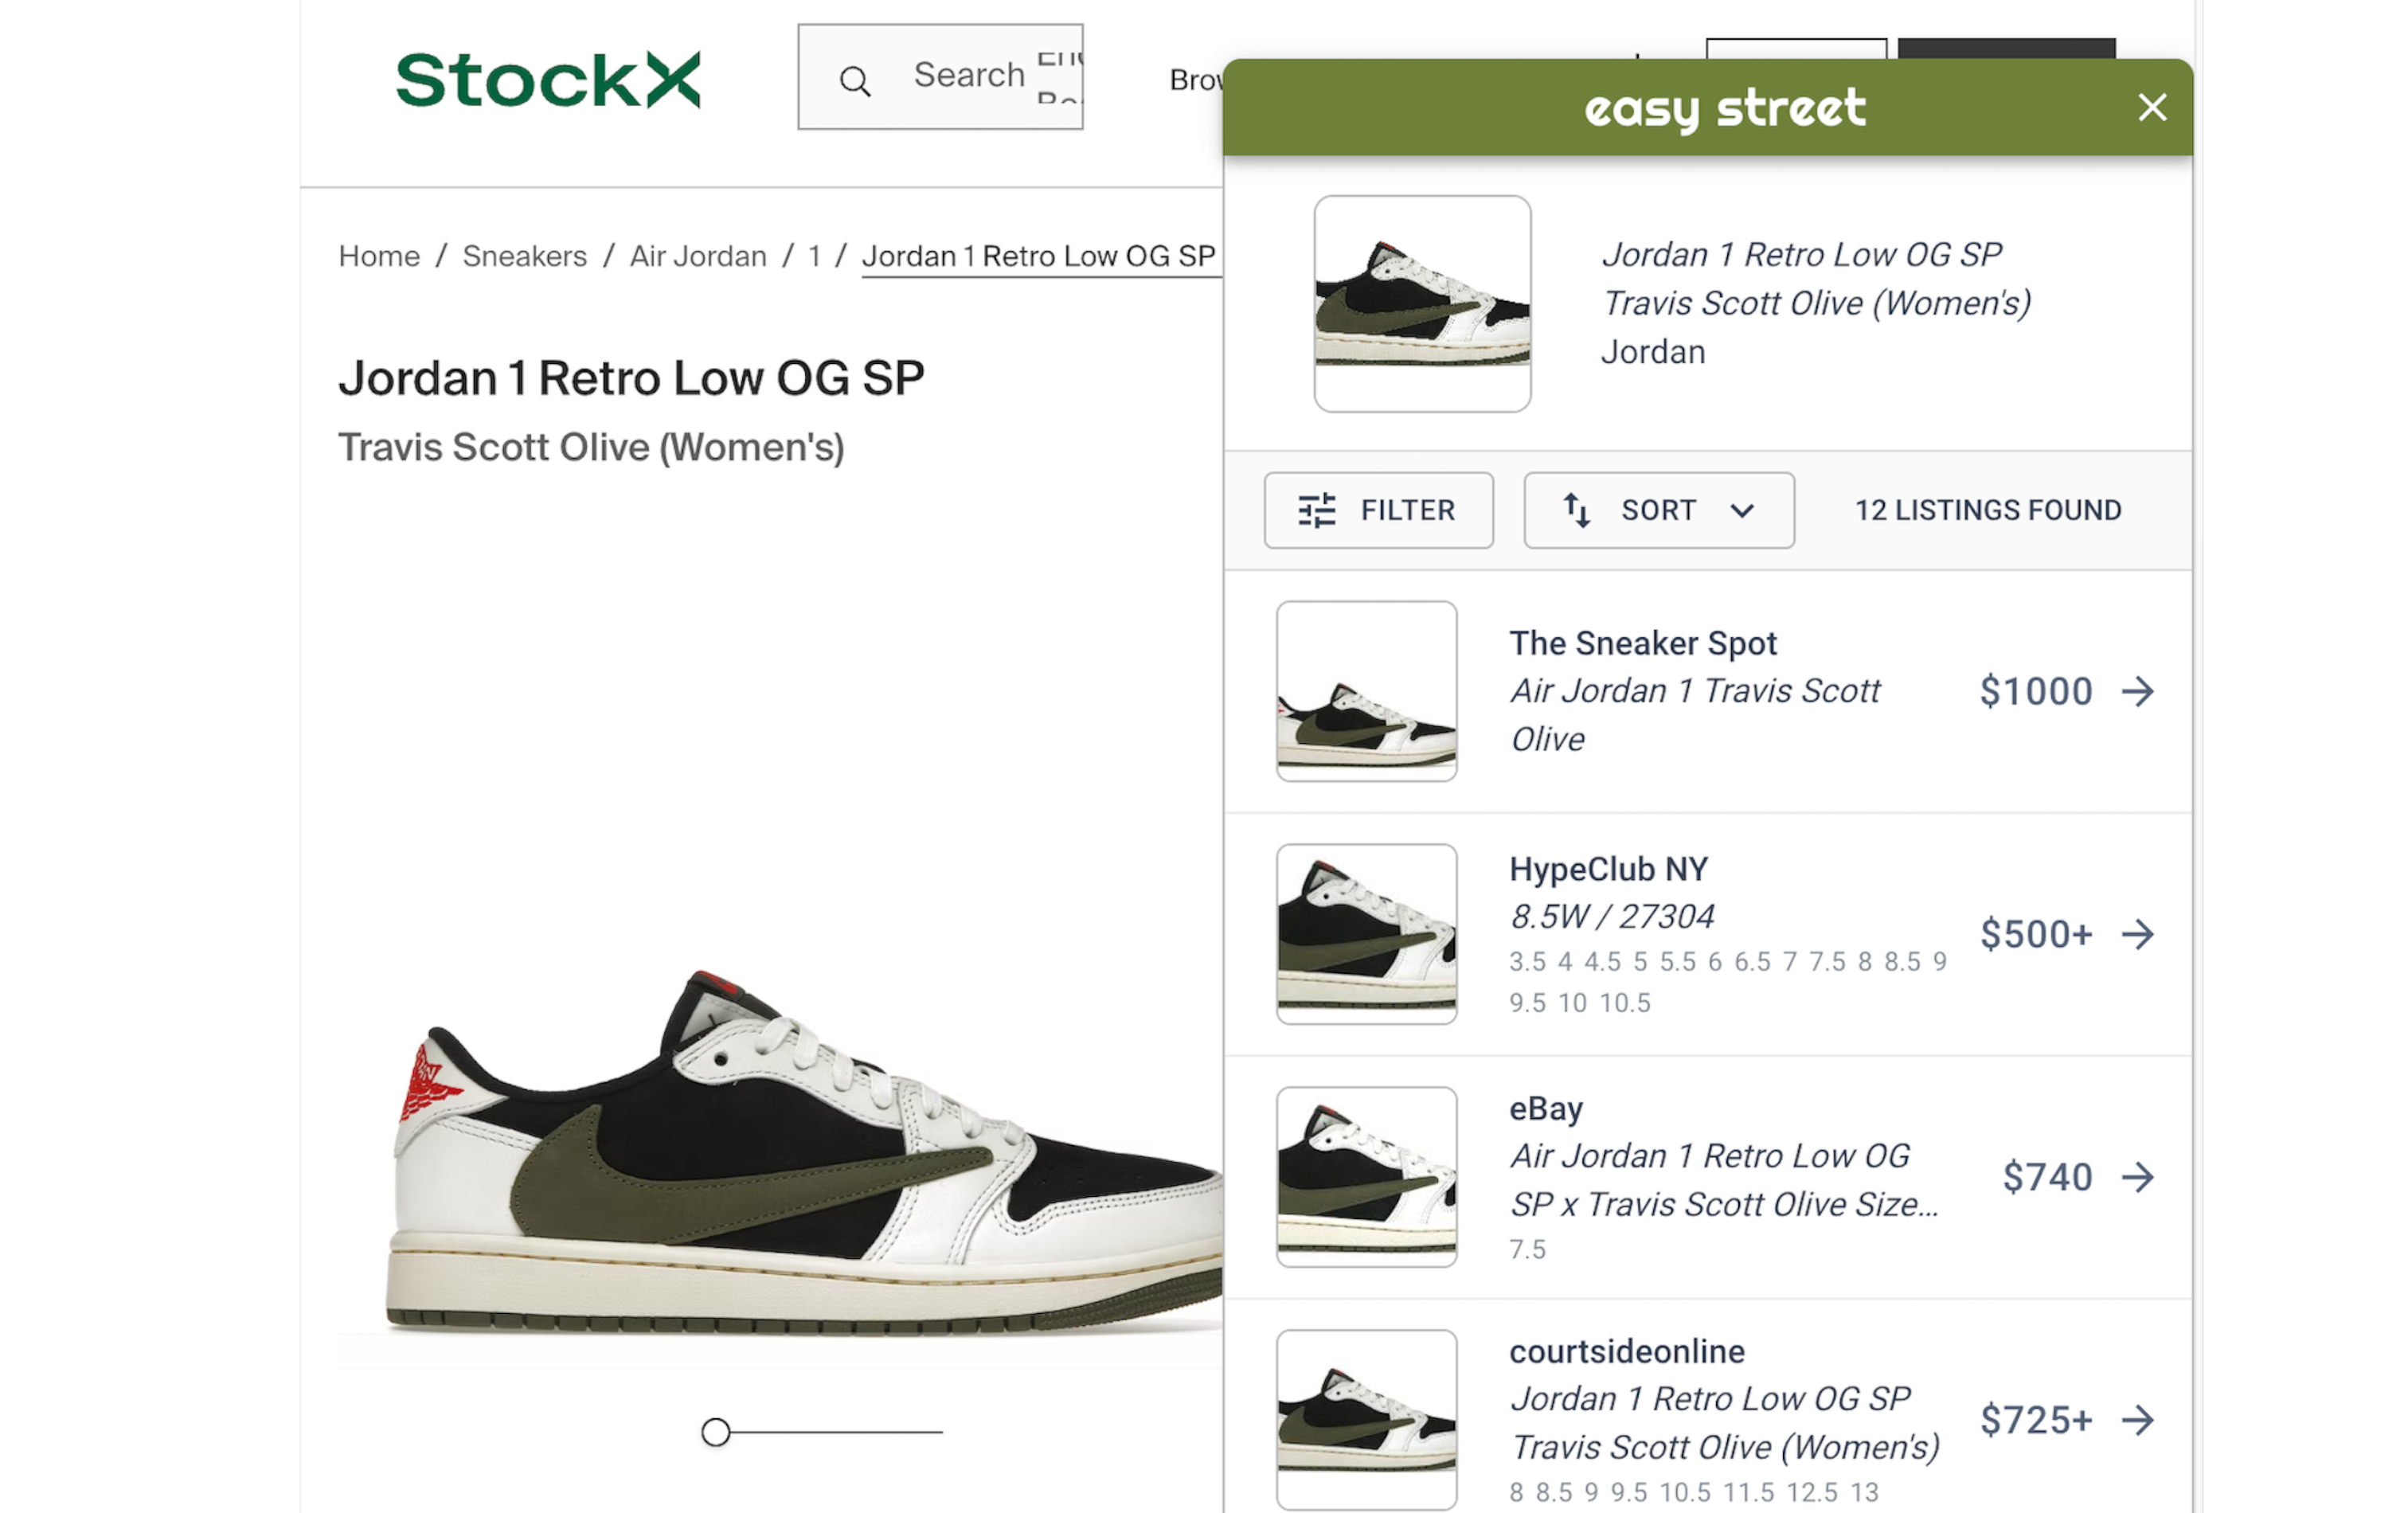 StockX
Search
Home / Sneakers / Air Jordan / 1 / Jordan 1 Retro Low OG SP
Jordan 1 Retro Low OG SP
Travis Scott Olive (Women's)
easy street
Jordan 1 Retro Low OG SP
Travis Scott Olive (Women's)
Jordan
FILTER
SORT
12 LISTINGS FOUND
The Sneaker Spot
Air Jordan 1 Travis Scott
Olive
$1000
HypeClub NY
8.5W / 27304
3.5 4 4.5 5 5.5 6 6.5 7 7.5 8 8.5 9
9.5 10 10.5
$500+
eBay
Air Jordan 1 Retro Low OG
SP x Travis Scott Olive Size...
7.5
$740
courtsideonline
Jordan 1 Retro Low OG SP
Travis Scott Olive (Women's)
8 8.5 9 9.5 10.5 11.5 12.5 13
$725+